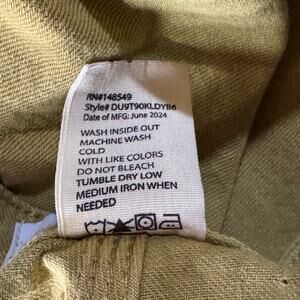 RN#148549
Style# DU9T90KLDYB6
Date of MFG: June 2024
WASH INSIDE OUT
MACHINE WASH
COLD
WITH LIKE COLORS
DO NOT BLEACH
TUMBLE DRY LOW
MEDIUM IRON WHEN
NEEDED